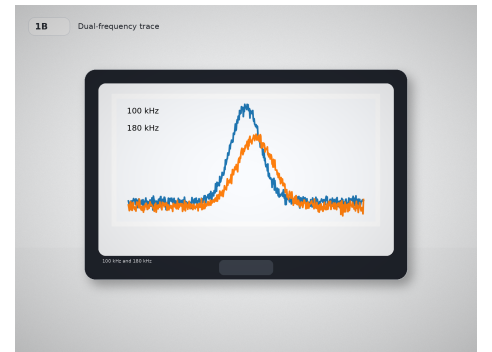 1B
Dual-frequency trace
100 kHz
180 kHz
100 kHz and 180 kHz